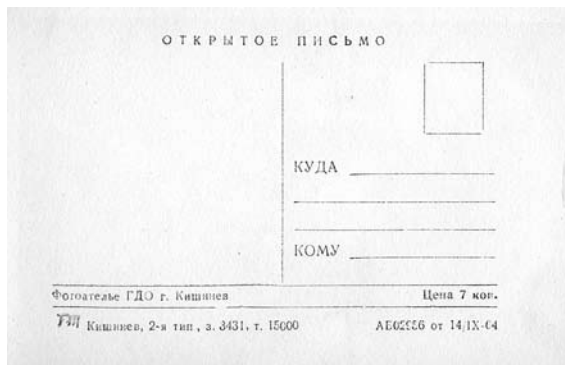 ОТКРЫТОЕ ПИСЬМО
КУДА
КОМУ
Фотоателье ГДО г. Кишинев
Цена 7 коп.
Кишинев, 2-я тип., з. 3431, т. 15000
от 14/IX-64